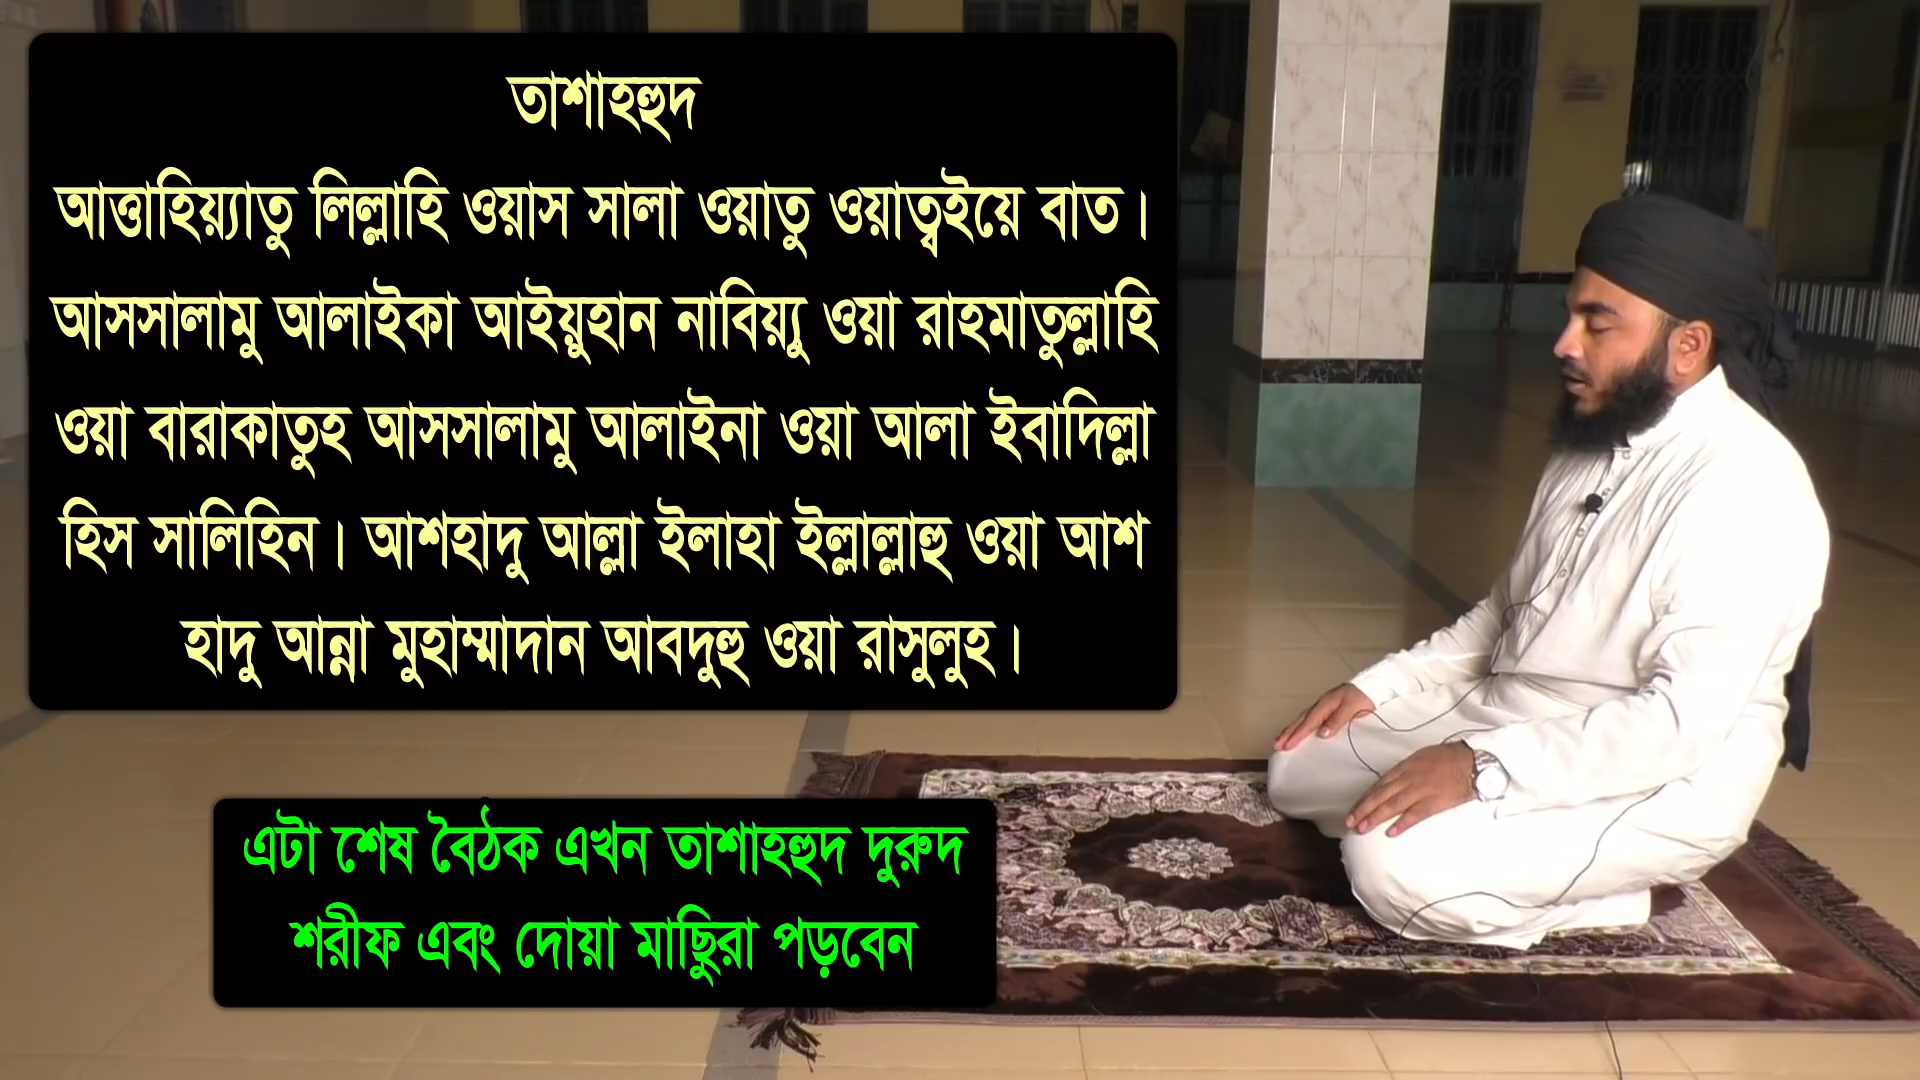 তাশাহহুদ
আত্তাহিয়্যাতু লিল্লাহি ওয়াস সালা ওয়াতু ওয়াত্বইয়ে বাত।
আসসালামু আলাইকা আইয়ুহান নাবিয়্যু ওয়া রাহমাতুল্লাহি
ওয়া বারাকাতুহ আসসালামু আলাইনা ওয়া আলা ইবাদিল্লা
হিস সালিহিন। আশহাদু আল্লা ইলাহা ইল্লাল্লাহু ওয়া আশ
হাদু আন্না মুহাম্মাদান আবদুহু ওয়া রাসুলুহ।
এটা শেষ বৈঠক এখন তাশাহহুদ দুরুদ
শরীফ এবং দোয়া মাছুিরা পড়বেন